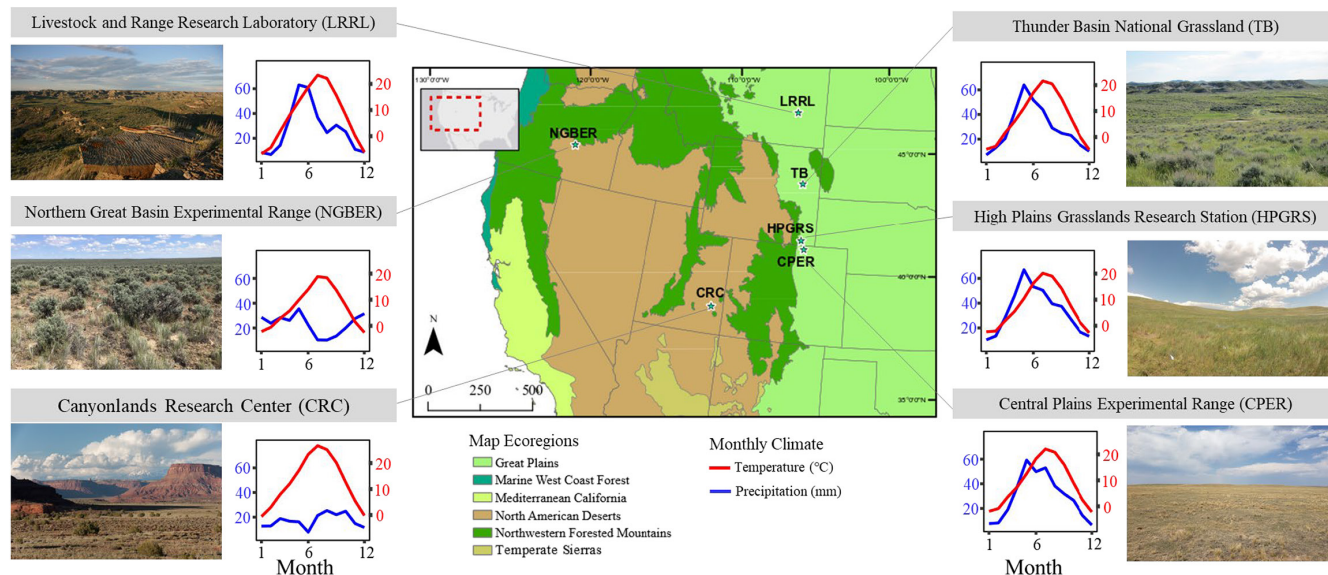 Livestock and Range Research Laboratory (LRRL)
60
40
20
20
10
0
1
6
12
Northern Great Basin Experimental Range (NGBER)
60
40
20
20
10
0
1
6
12
Canyonlands Research Center (CRC)
60
40
20
20
10
0
1
6
12
Month
130°0'0"W
120°0'0"W
110°0'0"W
100°0'0"W
45°0'0"N
40°0'0"N
35°0'0"N
LRRL
NGBER
TB
HPGRS
CPER
CRC
N
0
250
500
Map Ecoregions
Great Plains
Marine West Coast Forest
Mediterranean California
North American Deserts
Northwestern Forested Mountains
Temperate Sierras
Monthly Climate
Temperature (°C)
Precipitation (mm)
Thunder Basin National Grassland (TB)
60
40
20
20
10
0
1
6
12
High Plains Grasslands Research Station (HPGRS)
60
40
20
20
10
0
1
6
12
Central Plains Experimental Range (CPER)
60
40
20
20
10
0
1
6
12
Month